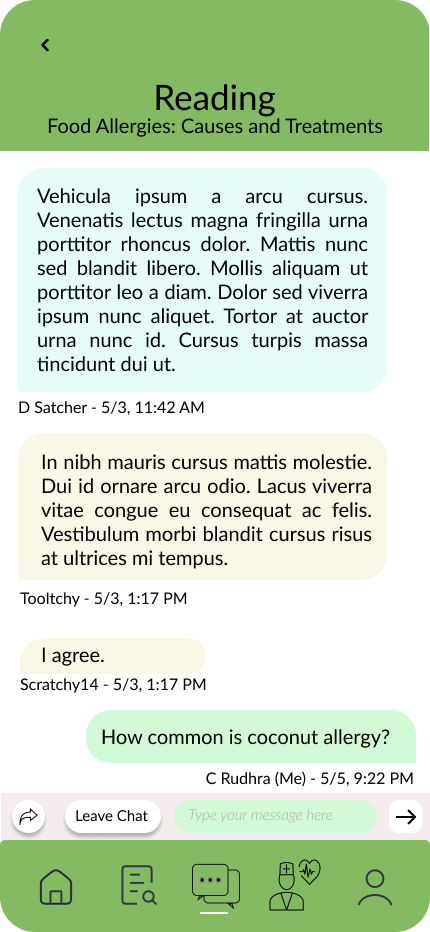 Reading
Food Allergies: Causes and Treatments
Vehicula ipsum a arcu cursus.
Venenatis lectus magna fringilla urna
porttitor rhoncus dolor. Mattis nunc
sed blandit libero. Mollis aliquam ut
porttitor leo a diam. Dolor sed viverra
ipsum nunc aliquet. Tortor at auctor
urna nunc id. Cursus turpis massa
tincidunt dui ut.
D Satcher - 5/3, 11:42 AM
In nibh mauris cursus mattis molestie.
Dui id ornare arcu odio. Lacus viverra
vitae congue eu consequat ac felis.
Vestibulum morbi blandit cursus risus
at ultrices mi tempus.
Tooltchy - 5/3, 1:17 PM
I agree.
Scratchy14 - 5/3, 1:17 PM
How common is coconut allergy?
C Rudhra (Me) - 5/5, 9:22 PM
Leave Chat
Type your message here